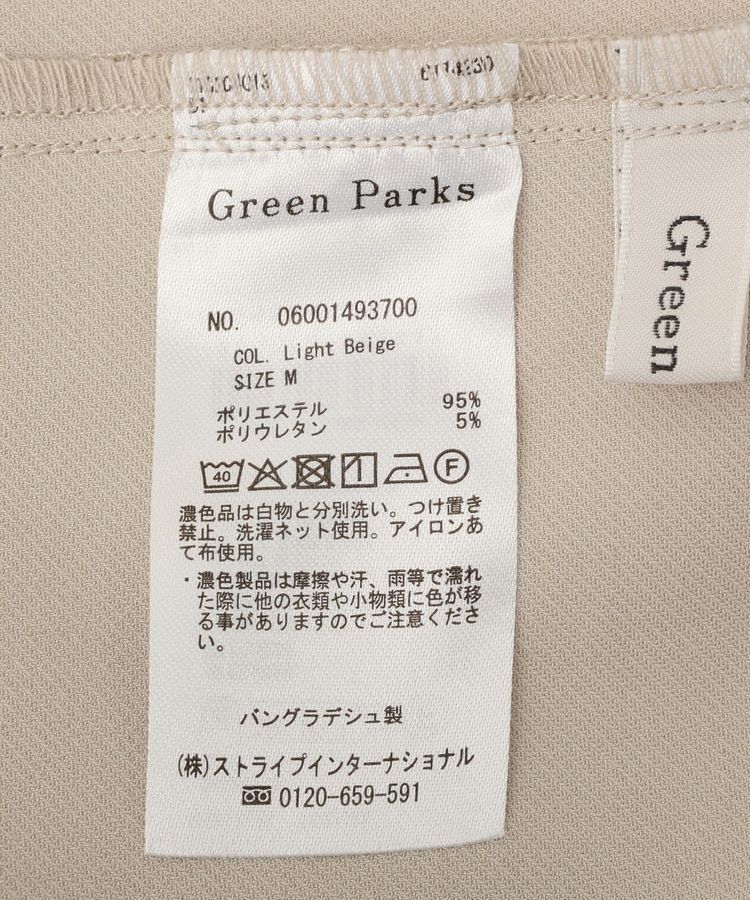 Green Parks
NO. 06001493700
COL. Light Beige
SIZE M
ポリエステル 95%
ポリウレタン 5%
40 F
濃色品は白物と分別洗い。つけ置き
禁止。洗濯ネット使用。アイロンあ
て布使用。
・濃色製品は摩擦や汗、雨等で濡れ
た際に他の衣類や小物類に色が移
る事がありますのでご注意くださ
い。
バングラデシュ製
(株)ストライプインターナショナル
0120-659-591
Green